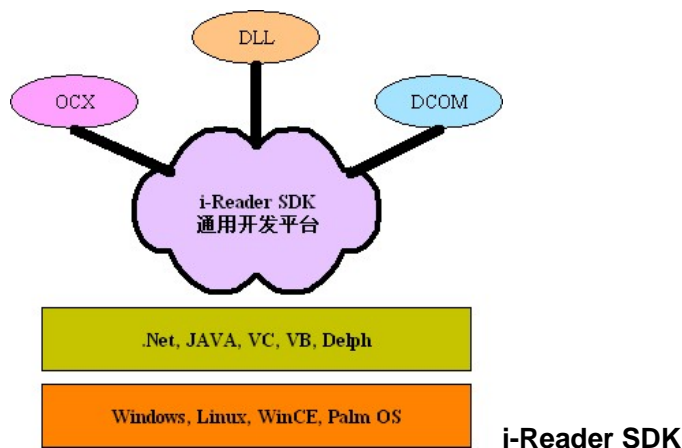 DLL
OCX
DCOM
i-Reader SDK
通用开发平台
.Net, JAVA, VC, VB, Delph
Windows, Linux, WinCE, Palm OS
i-Reader SDK